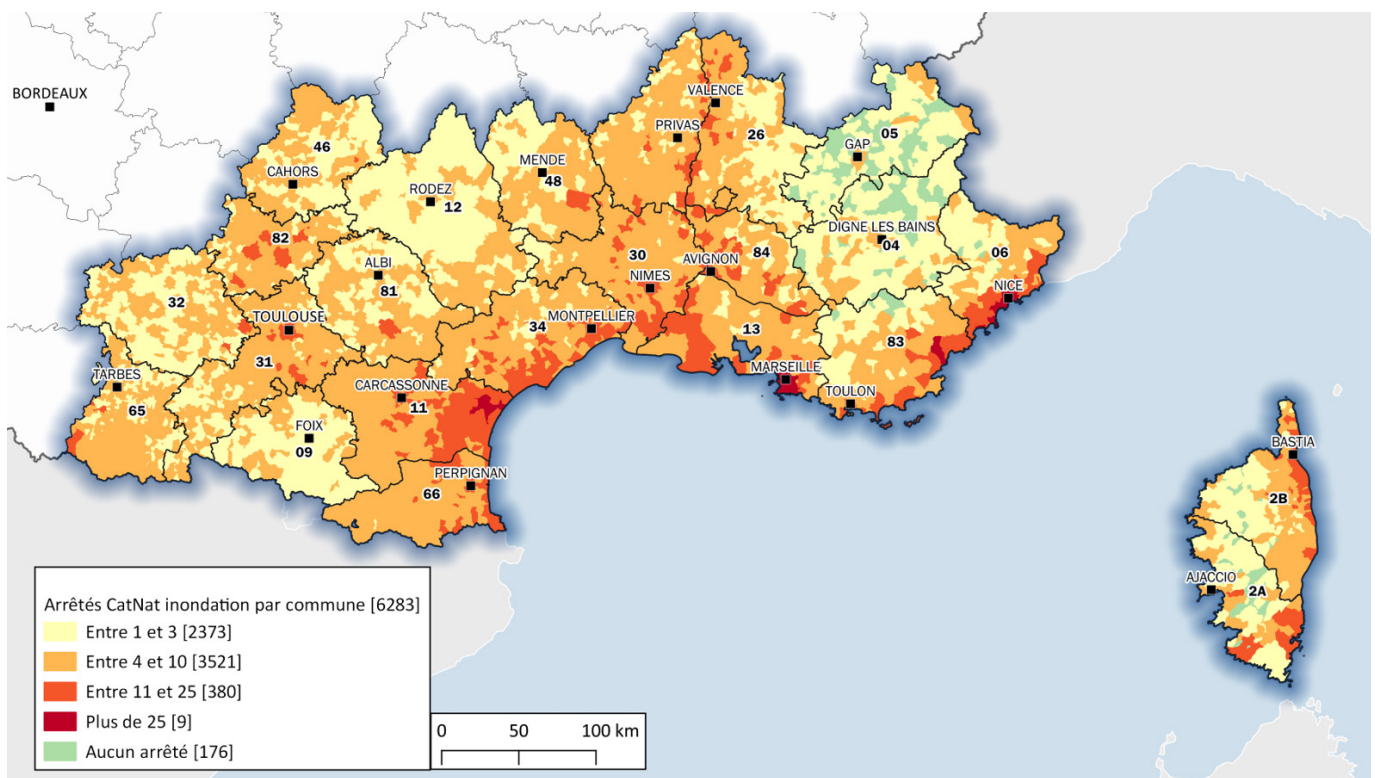 BORDEAUX
VALENCE
PRIVAS
26
05
GAP
46
CAHORS
MENDE
48
RODEZ
12
82
DIGNE LES BAINS
04
06
ALBI
81
30
AVIGNON
84
NIMES
NICE
32
TOULOUSE
34
MONTPELLIER
13
83
31
TARBES
65
CARCASSONNE
11
MARSEILLE
TOULON
FOIX
09
PERPIGNAN
66
BASTIA
2B
AJACCIO
2A
Arrêtés CatNat inondation par commune [6283]
Entre 1 et 3 [2373]
Entre 4 et 10 [3521]
Entre 11 et 25 [380]
Plus de 25 [9]
Aucun arrêté [176]
0 50 100 km